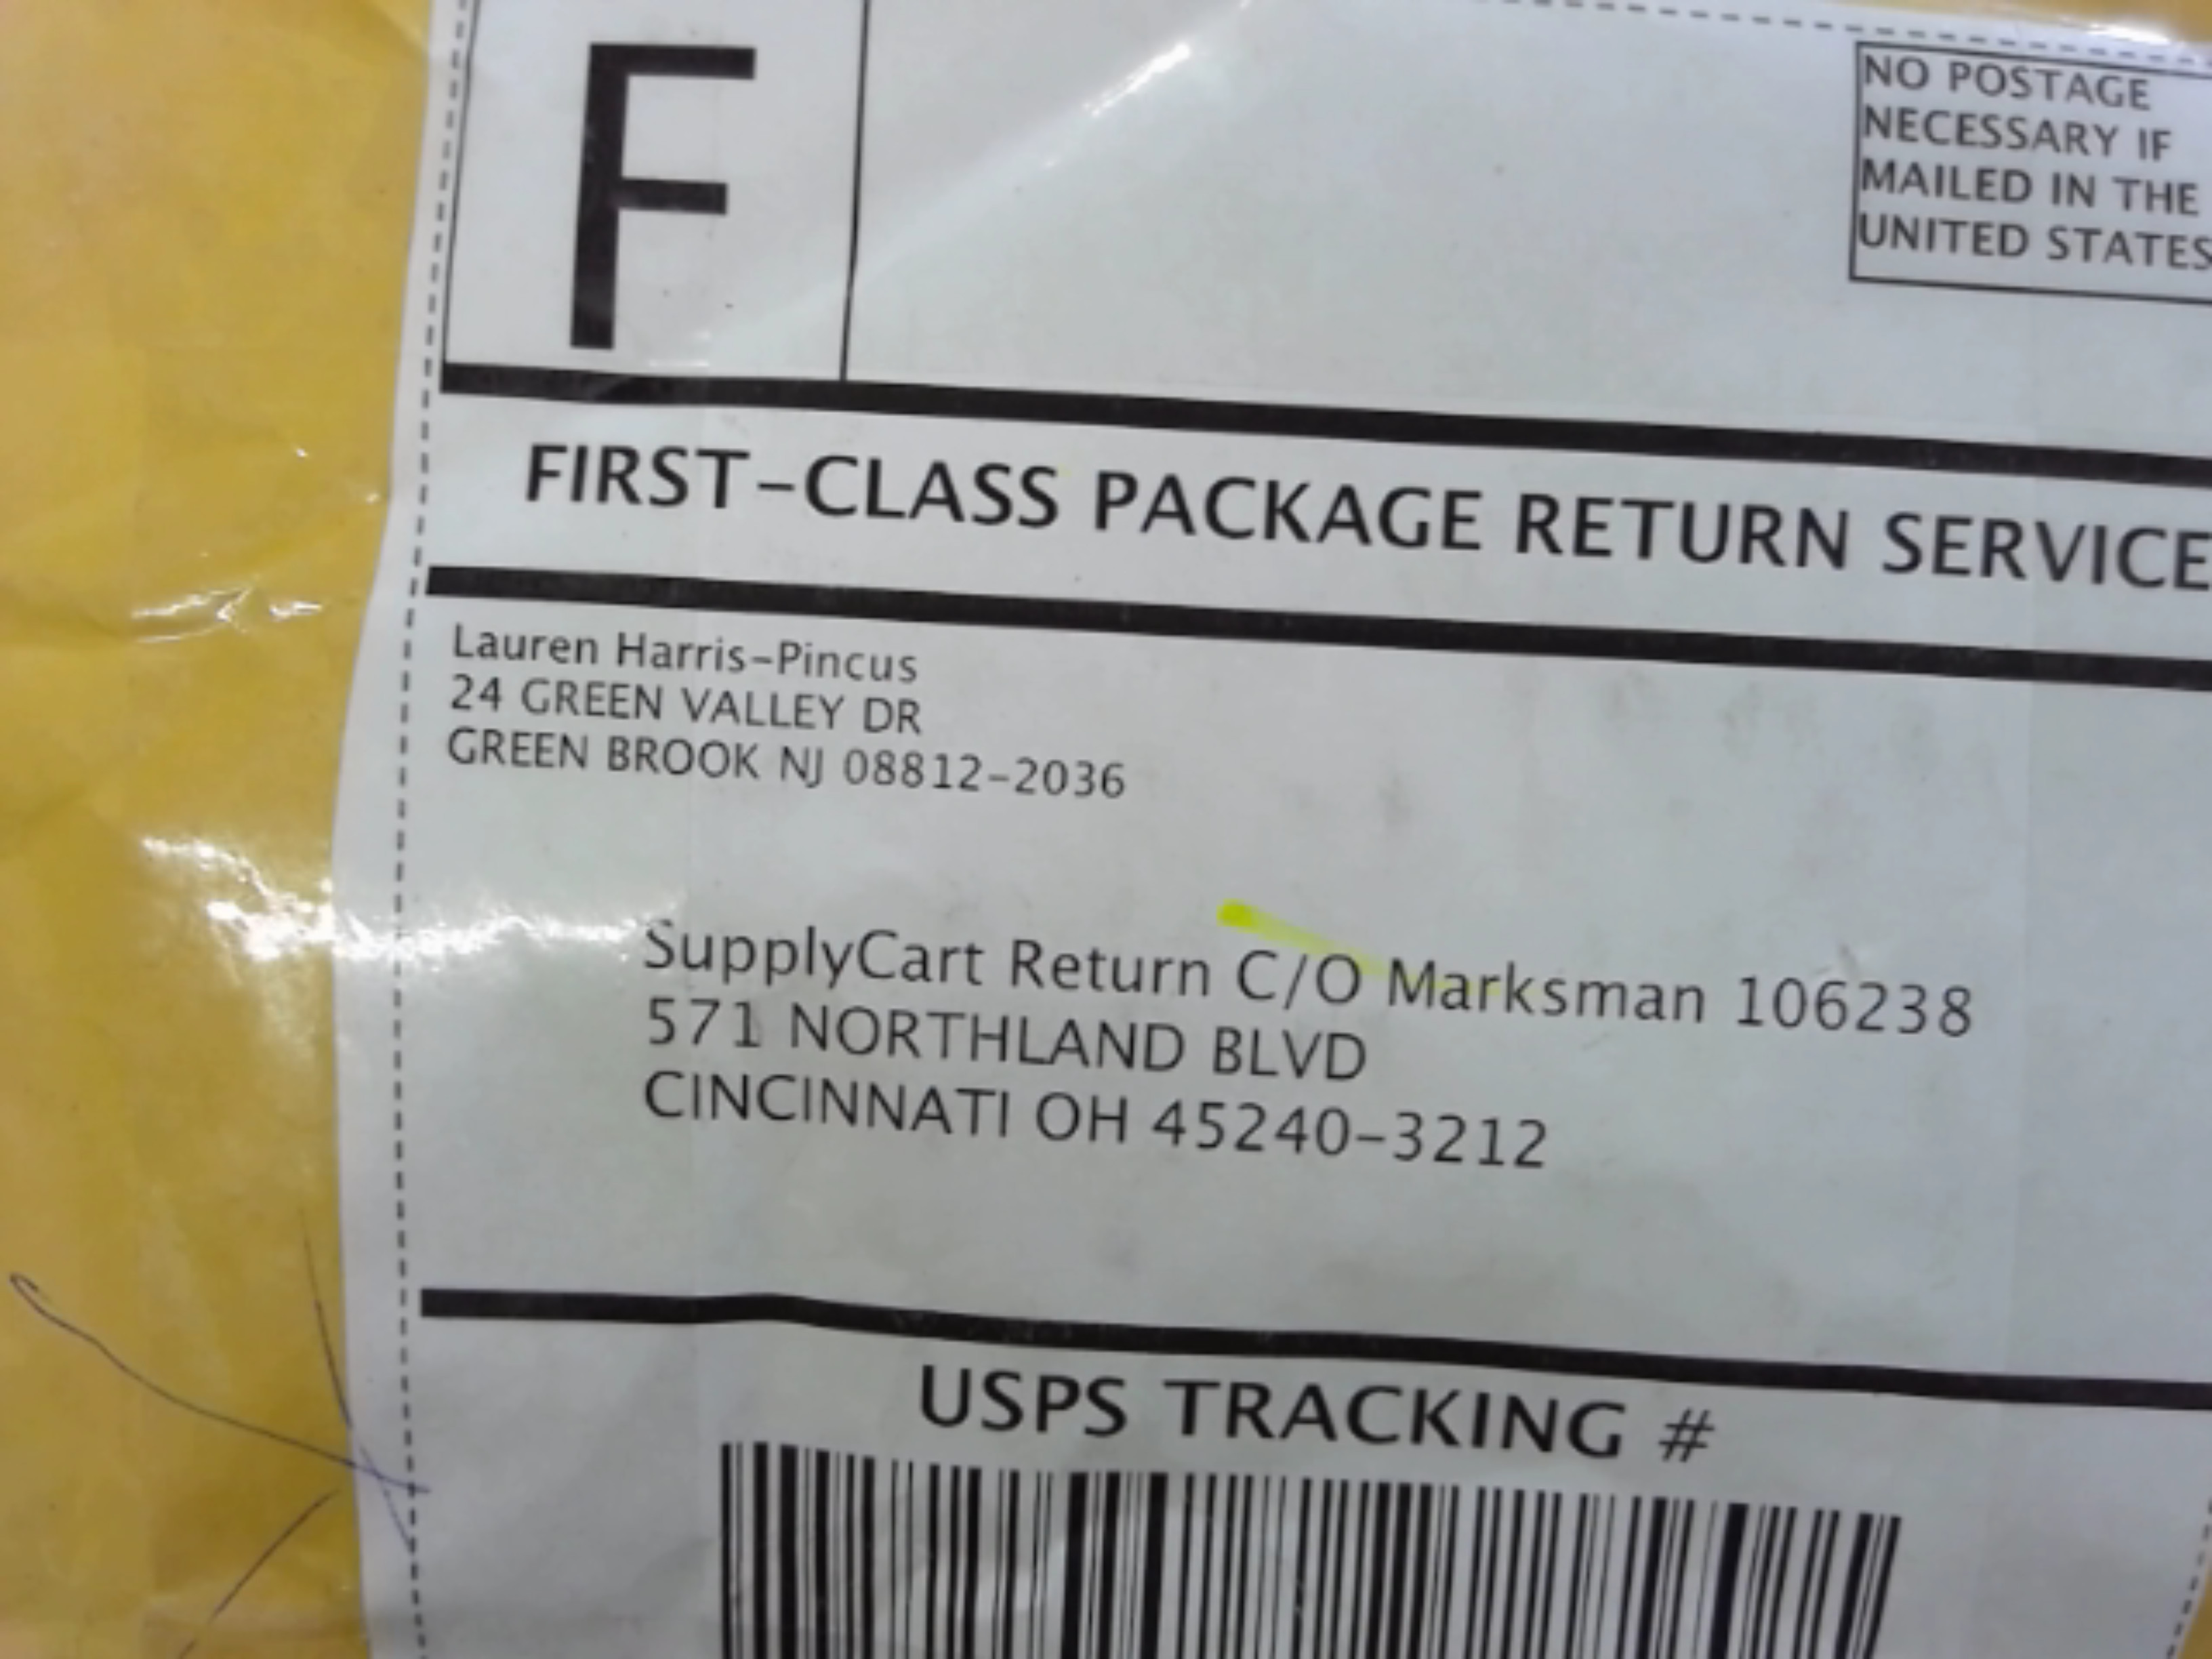 F
NO POSTAGE
NECESSARY IF
MAILED IN THE
UNITED STATES
FIRST-CLASS PACKAGE RETURN SERVICE
Lauren Harris-Pincus
24 GREEN VALLEY DR
GREEN BROOK NJ 08812-2036
SupplyCart Return C/O Marksman 106238
571 NORTHLAND BLVD
CINCINNATI OH 45240-3212
USPS TRACKING #